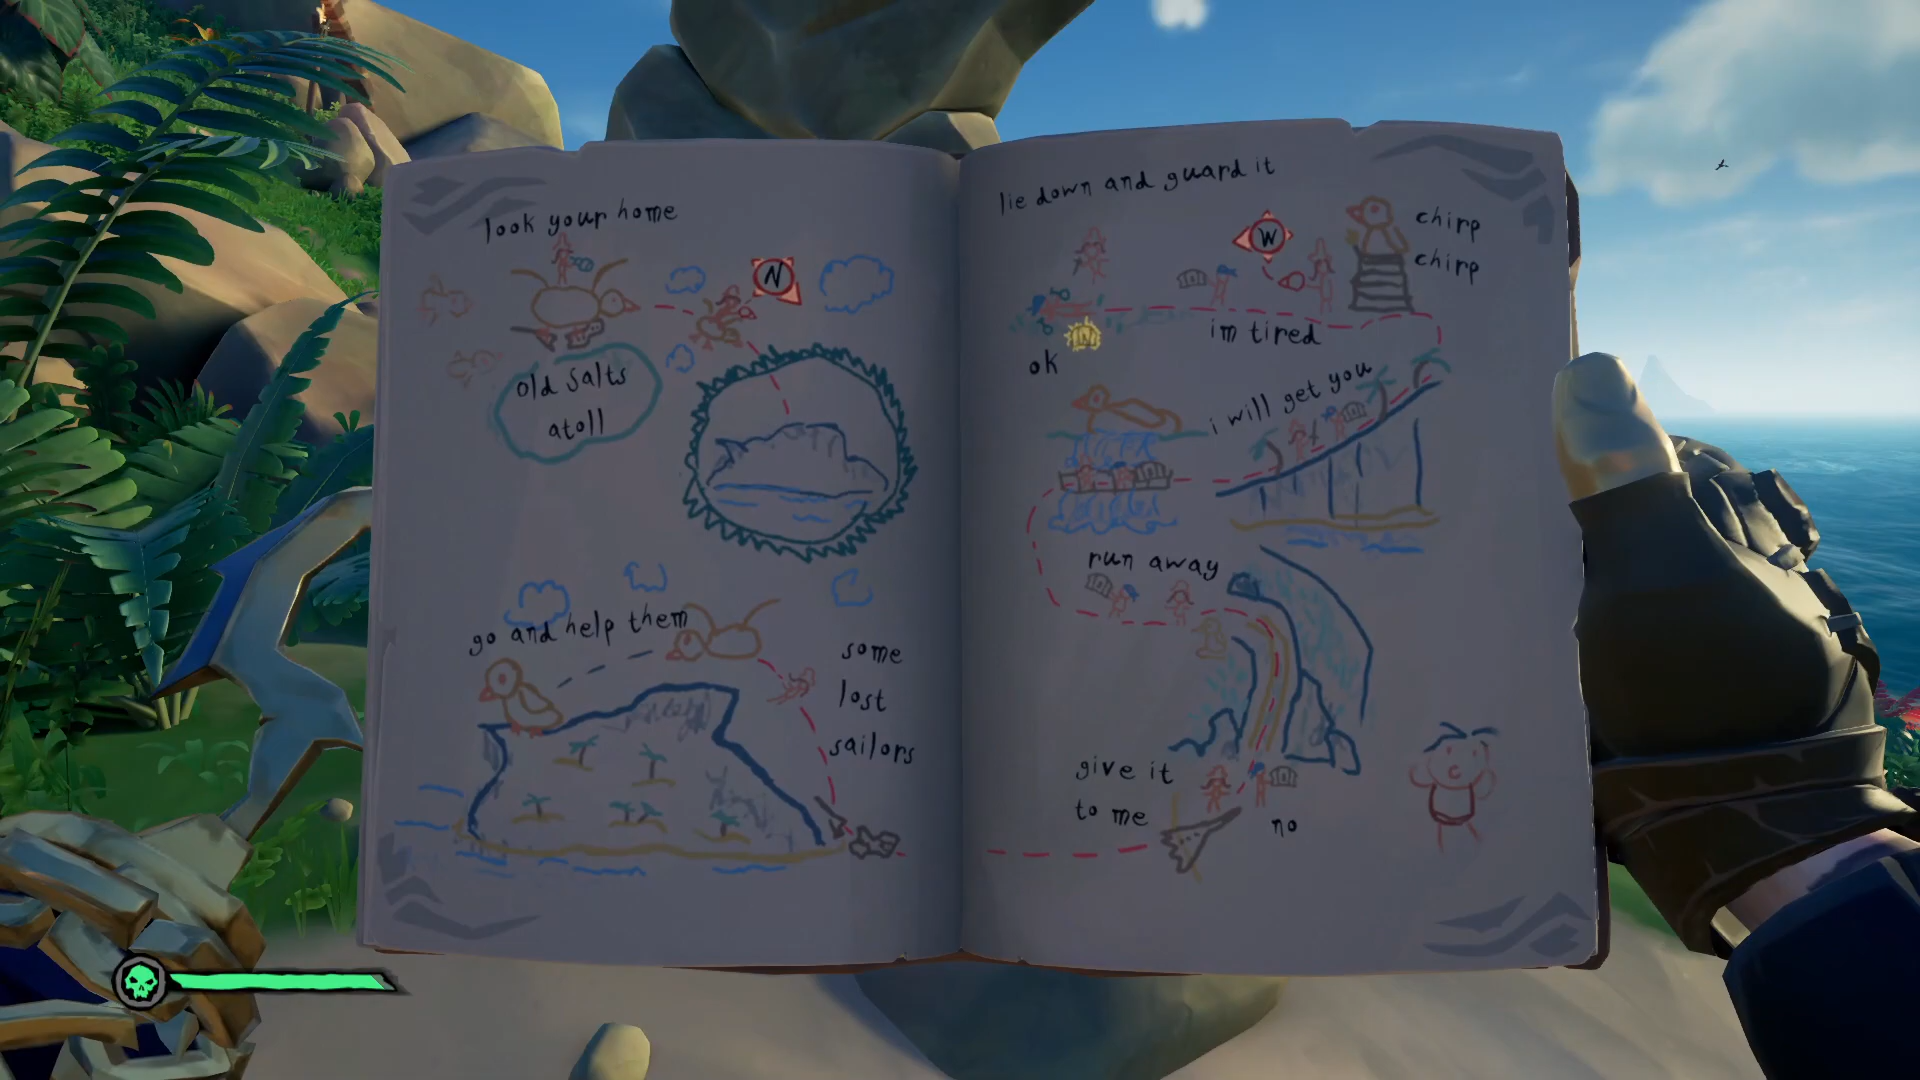 look your home
N
old salts
atoll
go and help them
some
lost
sailors
lie down and guard it
W
chirp
chirp
im tired
ok
i will get you
run away
give it
to me
no